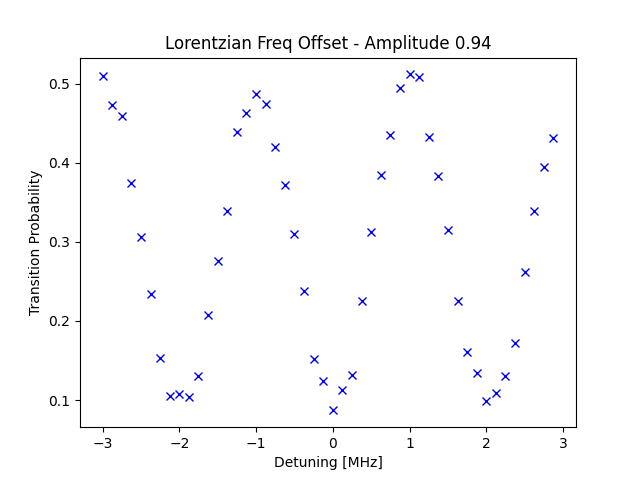 Lorentzian Freq Offset - Amplitude 0.94
0.5
0.4
0.3
0.2
0.1
Transition Probability
−3 −2 −1 0 1 2 3
Detuning [MHz]